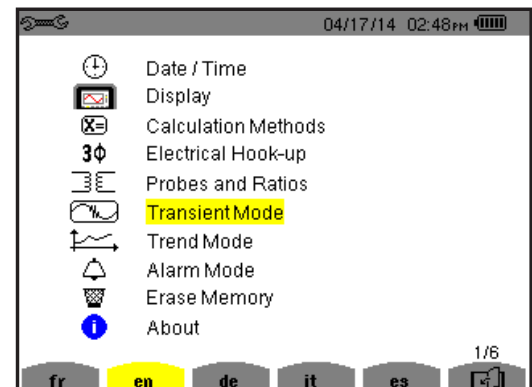 04/17/14 02:48PM
Date / Time
Display
X=
Calculation Methods
3Φ
Electrical Hook-up
Probes and Ratios
Transient Mode
Trend Mode
Alarm Mode
Erase Memory
i
About
1/6
fr en de it es